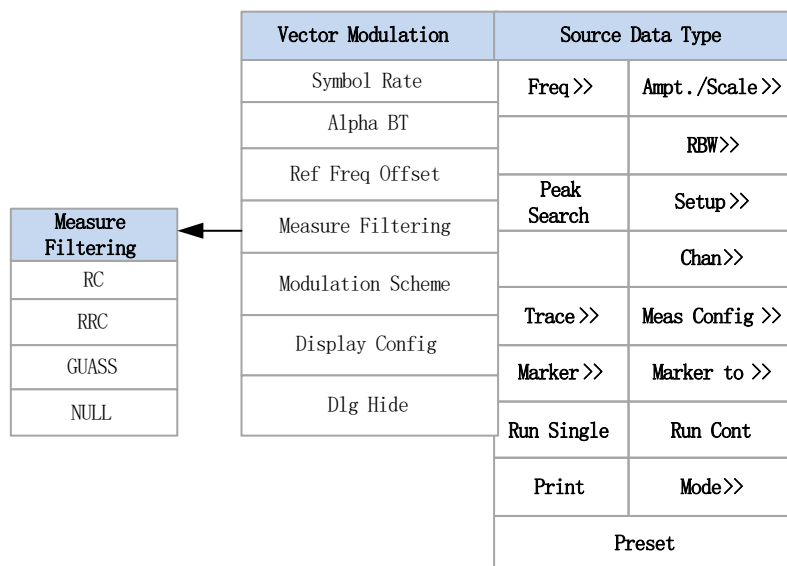 Vector Modulation
Symbol Rate
Alpha BT
Ref Freq Offset
Measure Filtering
Modulation Scheme
Display Config
Dlg Hide
Measure
Filtering
RC
RRC
GUASS
NULL
Source Data Type
Freq>> Ampt./Scale>>
RBW>>
Peak
Search
Setup>>
Chan>>
Trace>> Meas Config >>
Marker>> Marker to >>
Run Single Run Cont
Print Mode>>
Preset